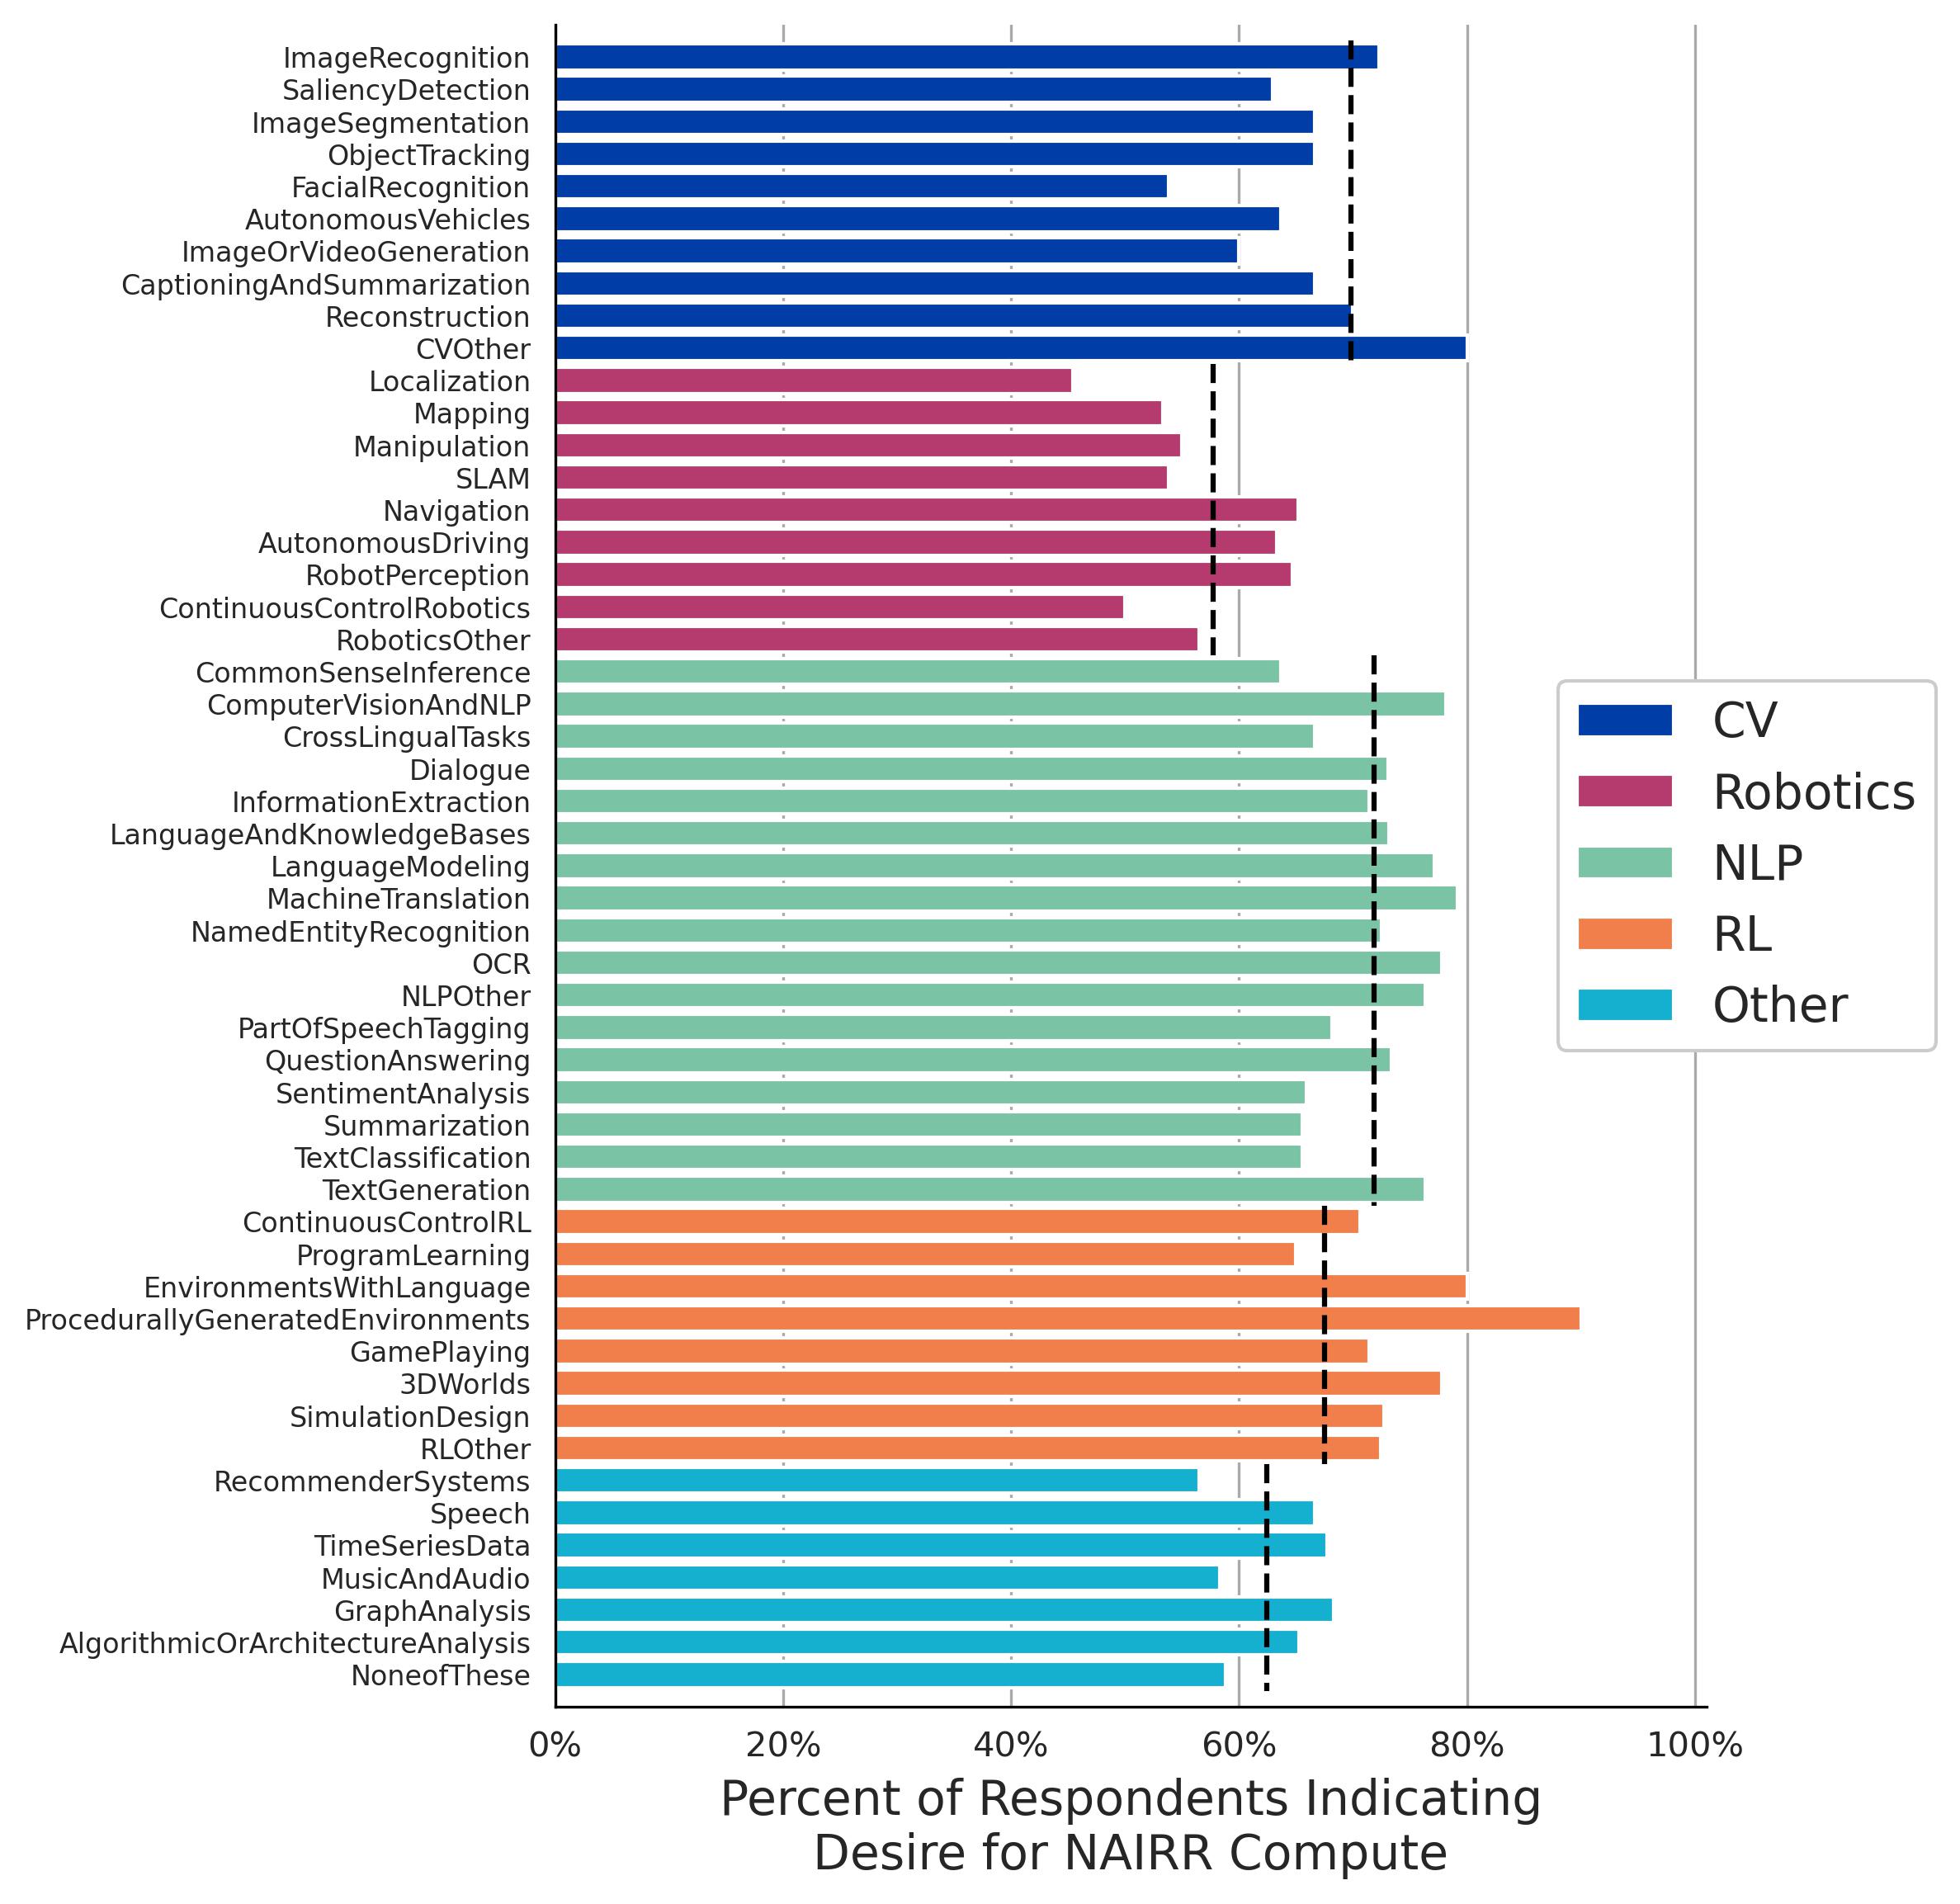 ImageRecognition
SaliencyDetection
ImageSegmentation
ObjectTracking
FacialRecognition
AutonomousVehicles
ImageOrVideoGeneration
CaptioningAndSummarization
Reconstruction
CVOther
Localization
Mapping
Manipulation
SLAM
Navigation
AutonomousDriving
RobotPerception
ContinuousControlRobotics
RoboticsOther
CommonSenseInference
ComputerVisionAndNLP
CrossLingualTasks
Dialogue
InformationExtraction
LanguageAndKnowledgeBases
LanguageModeling
MachineTranslation
NamedEntityRecognition
OCR
NLPOther
PartOfSpeechTagging
QuestionAnswering
SentimentAnalysis
Summarization
TextClassification
TextGeneration
ContinuousControlRL
ProgramLearning
EnvironmentsWithLanguage
ProcedurallyGeneratedEnvironments
GamePlaying
3DWorlds
SimulationDesign
RLOther
RecommenderSystems
Speech
TimeSeriesData
MusicAndAudio
GraphAnalysis
AlgorithmicOrArchitectureAnalysis
NoneofThese
CV
Robotics
NLP
RL
Other
0% 20% 40% 60% 80% 100%
Percent of Respondents Indicating
Desire for NAIRR Compute